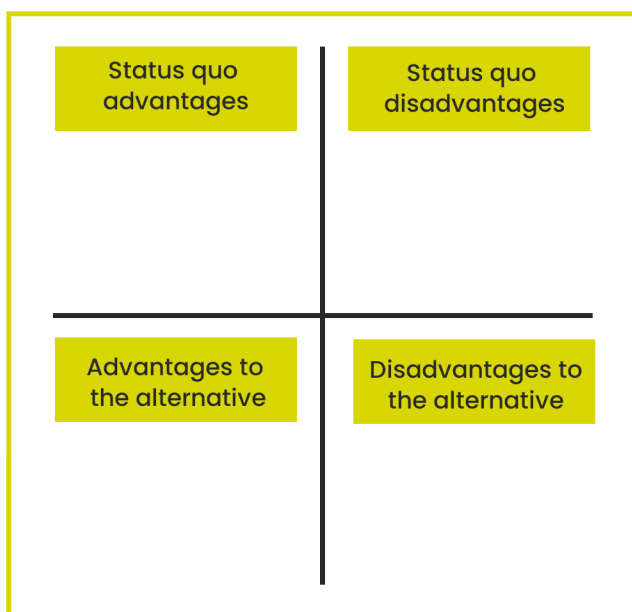 Status quo
advantages
Status quo
disadvantages
Advantages to
the alternative
Disadvantages to
the alternative